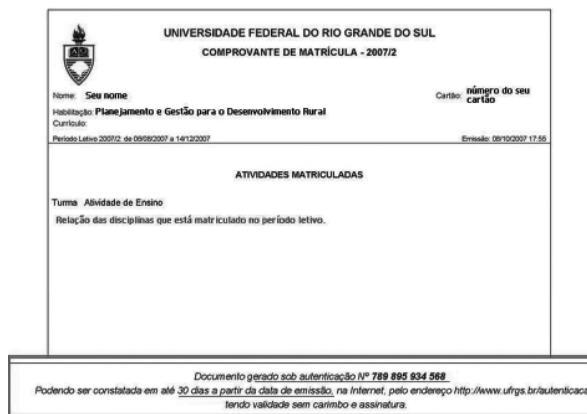 UNIVERSIDADE FEDERAL DO RIO GRANDE DO SUL
COMPROVANTE DE MATRÍCULA - 2007/2
Nome: Seu nome
Cartão: número do seu cartão
Habilitação: Planejamento e Gestão para o Desenvolvimento Rural
Currículo:
Período Letivo 2007/2: de 06/08/2007 a 14/12/2007
Emissão: 08/10/2007 17:55
ATIVIDADES MATRICULADAS
Turma Atividade de Ensino
Relação das disciplinas que está matriculado no período letivo.
Documento gerado sob autenticação Nº 789 895 934 568
Podendo ser constatada em até 30 dias a partir da data de emissão, na Internet, pelo endereço http://www.ufrgs.br/autenticaca
tendo validade sem carimbo e assinatura.